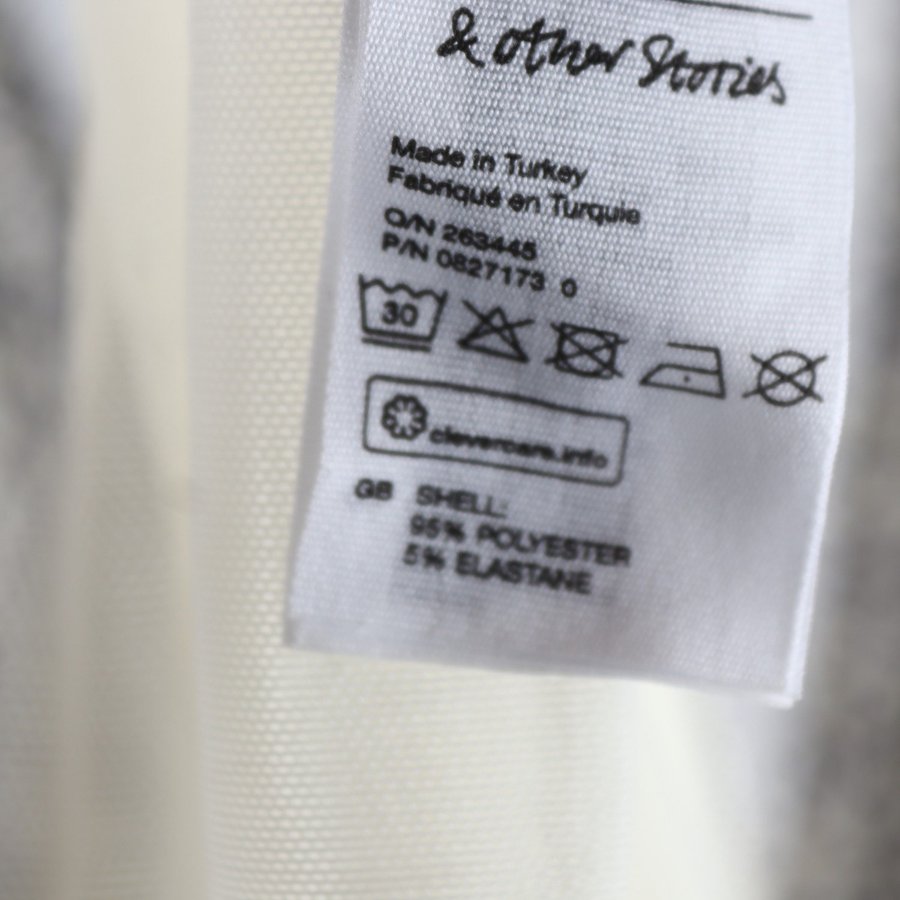 & other Stories
Made in Turkey
Fabriqué en Turquie
O/N 263445
P/N 0827173 0
30
clevercare.info
GB SHELL:
95% POLYESTER
5% ELASTANE